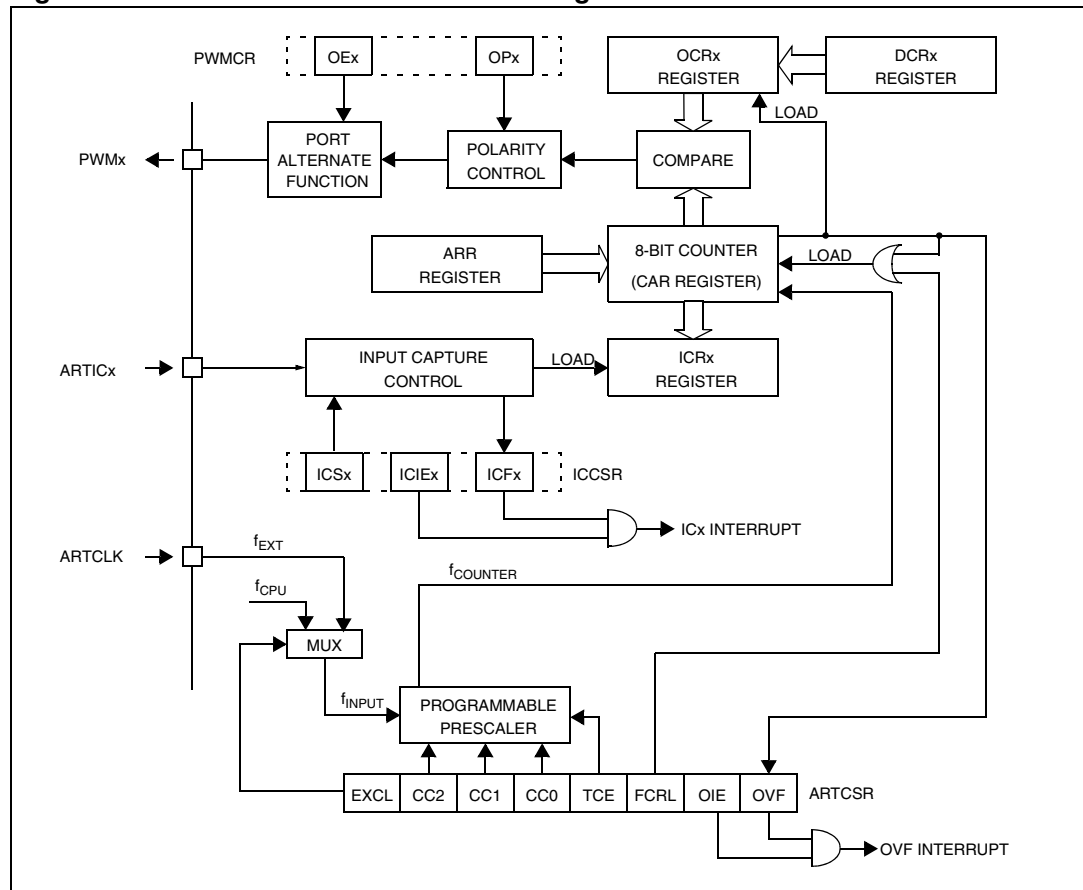 PWMCR
OEx
OPx
OCRx
REGISTER
DCRx
REGISTER
LOAD
PWMx
PORT
ALTERNATE
FUNCTION
POLARITY
CONTROL
COMPARE
ARR
REGISTER
8-BIT COUNTER
(CAR REGISTER)
LOAD
ARTICx
INPUT CAPTURE
CONTROL
LOAD
ICRx
REGISTER
ICSx
ICIEx
ICFx
ICCSR
ICx INTERRUPT
ARTCLK
fEXT
fCPU
fCOUNTER
MUX
fINPUT
PROGRAMMABLE
PRESCALER
EXCL
CC2
CC1
CC0
TCE
FCRL
OIE
OVF
ARTCSR
OVF INTERRUPT